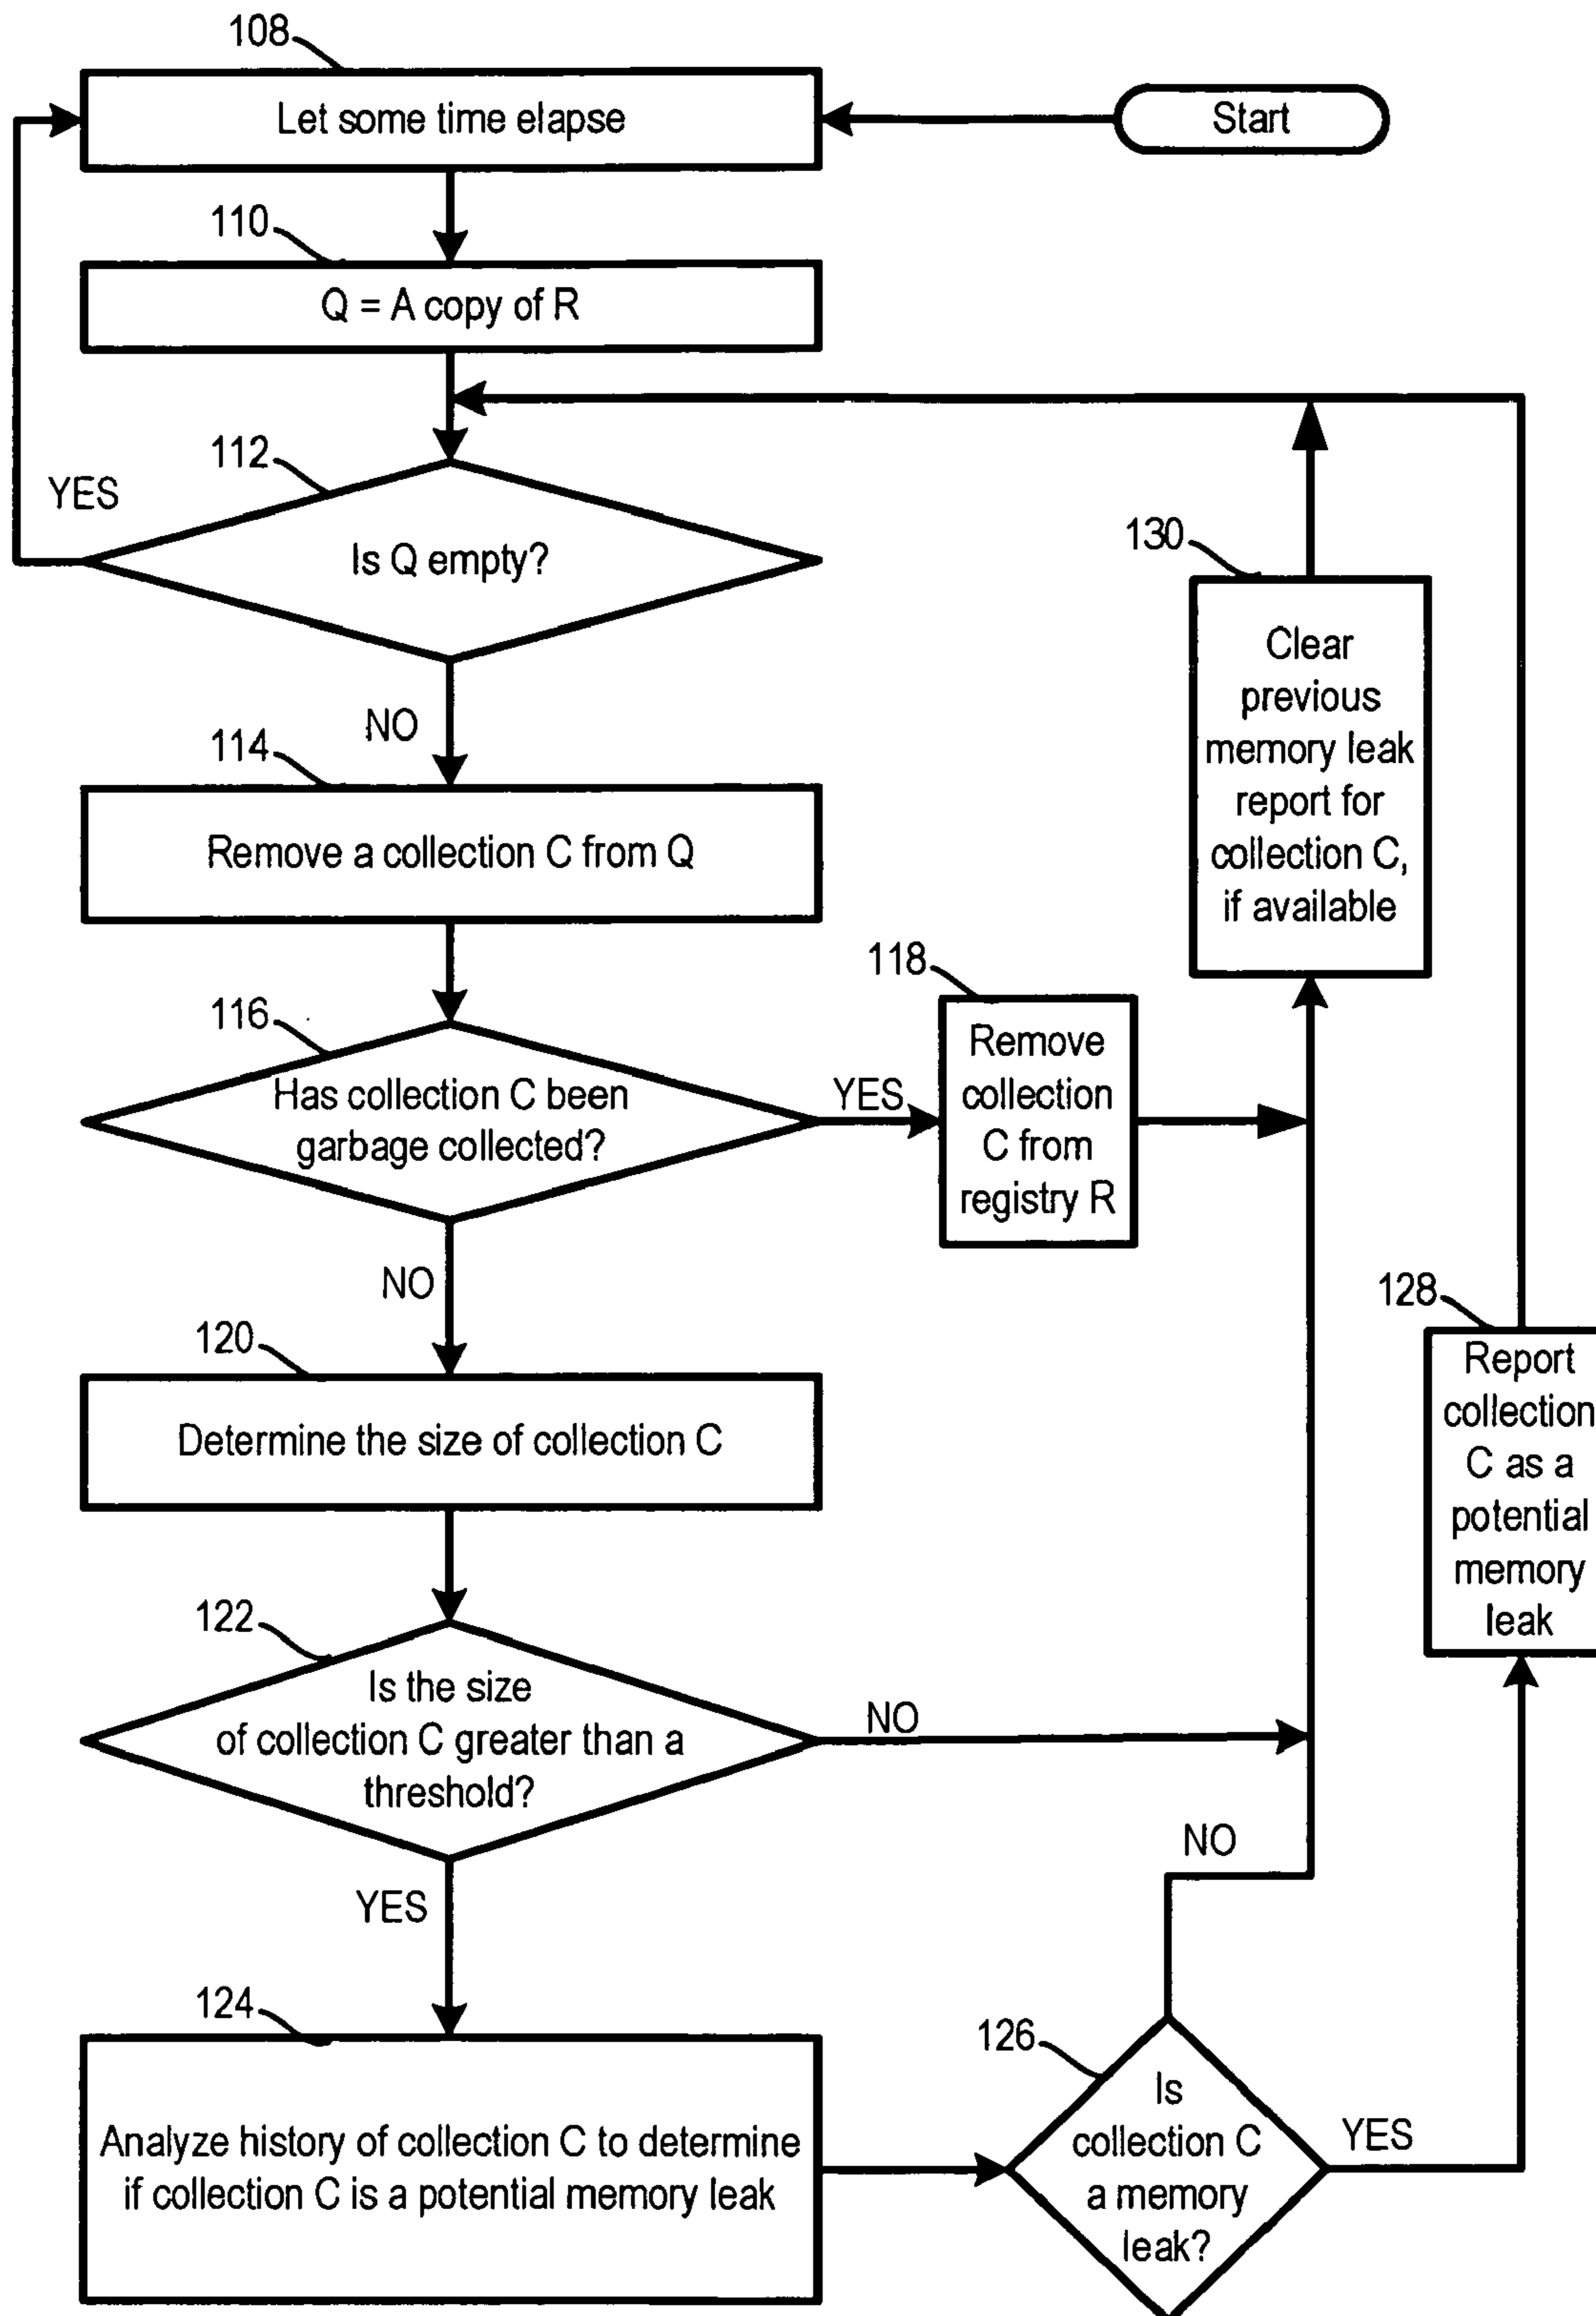 108
Let some time elapse
Start
110
Q = A copy of R
112
YES
Is Q empty?
130
Clear
previous
memory leak
report for
collection C,
if available
NO
114
Remove a collection C from Q
118
116
Remove
collection
C from
registry R
Has collection C been
garbage collected?
YES
NO
128
Report
collection
C as a
potential
memory
leak
120
Determine the size of collection C
122
Is the size
of collection C greater than a
threshold?
NO
NO
YES
124
126
Analyze history of collection C to determine
if collection C is a potential memory leak
Is
collection C
a memory
leak?
YES